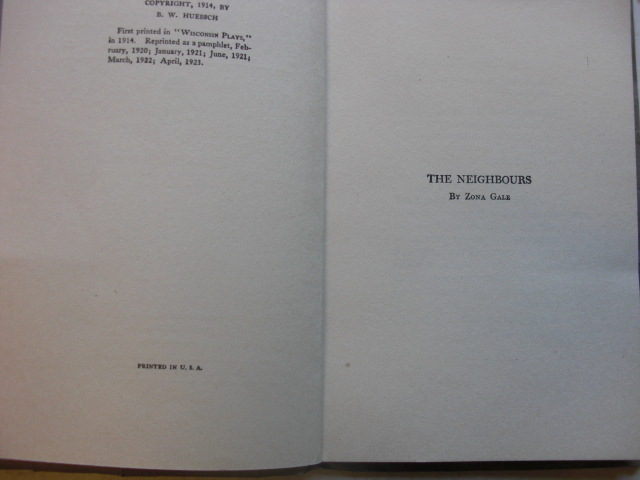 COPYRIGHT, 1914, BY
B. W. HUEBSCH
First printed in "WISCONSIN PLAYS,"
in 1914. Reprinted as a pamphlet, Feb-
ruary, 1920; January, 1921; June, 1921;
March, 1922; April, 1923.
PRINTED IN U. S. A.
THE NEIGHBOURS
BY ZONA GALE